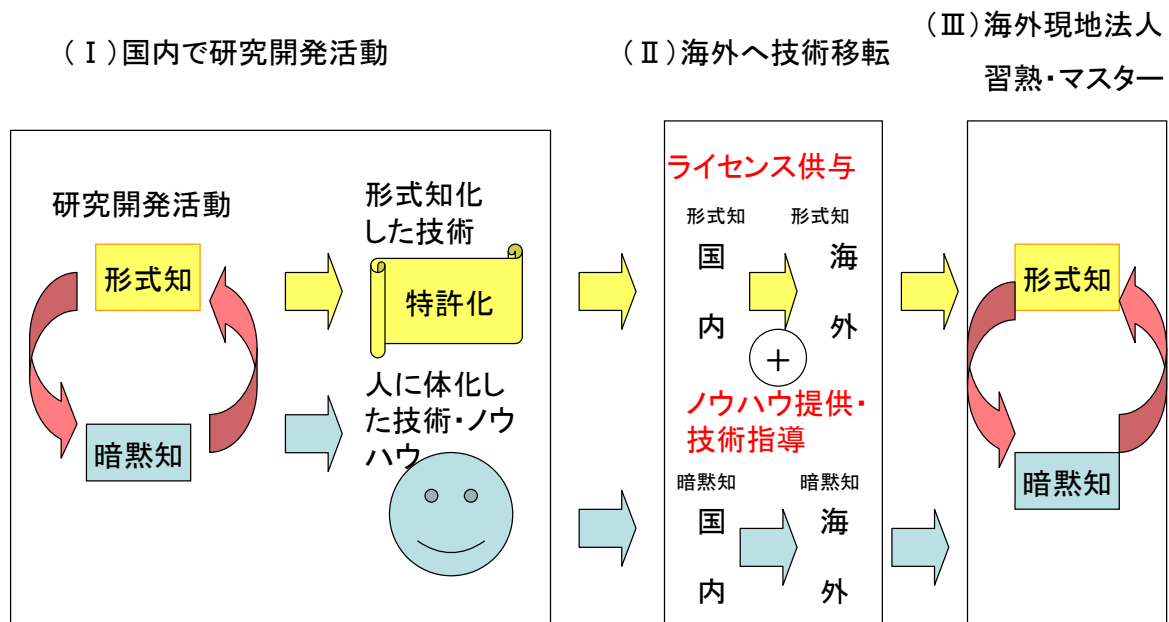 (Ⅰ)国内で研究開発活動
(Ⅱ)海外へ技術移転
(Ⅲ)海外現地法人
習熟・マスター
研究開発活動
形式知
暗黙知
形式知化
した技術
特許化
人に体化し
た技術・ノウ
ハウ
ライセンス供与
形式知
形式知
国
内
海
外
+
ノウハウ提供・
技術指導
暗黙知
暗黙知
国
内
海
外
形式知
暗黙知